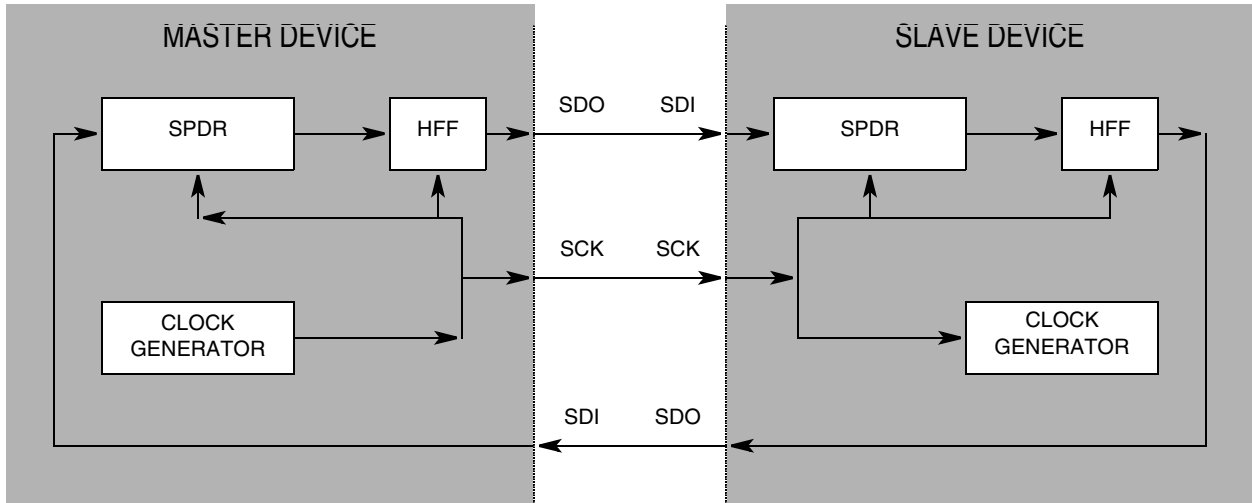 MASTER DEVICE
SLAVE DEVICE
SPDR
HFF
SDO
SDI
SPDR
HFF
SCK
SCK
CLOCK
GENERATOR
CLOCK
GENERATOR
SDI
SDO